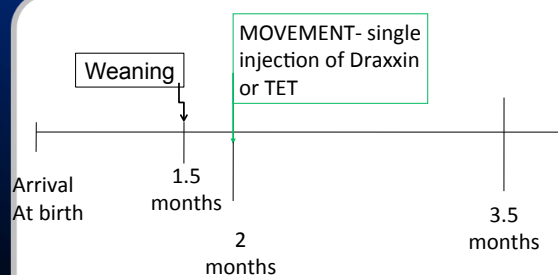 MOVEMENT- single
injection of Draxxin
or TET
Weaning
Arrival
At birth
1.5
months
2
months
3.5
months